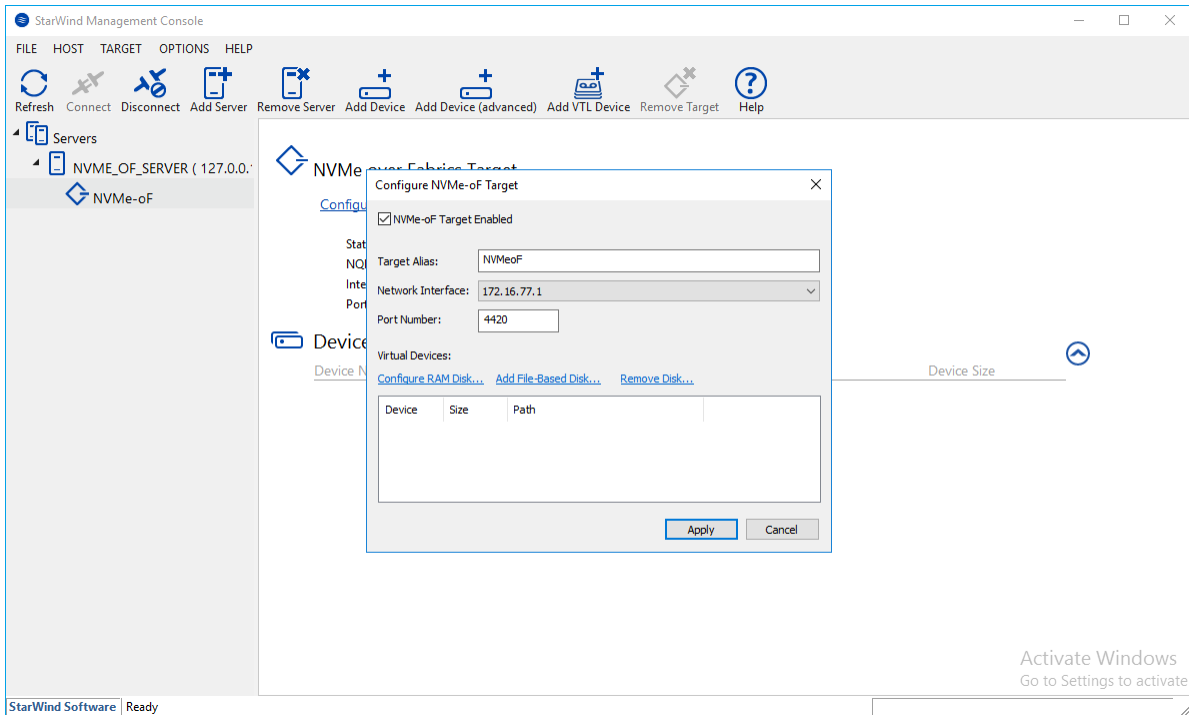 StarWind Management Console
FILE HOST TARGET OPTIONS HELP
Refresh Connect Disconnect Add Server Remove Server Add Device Add Device (advanced) Add VTL Device Remove Target Help
Servers
NVME_OF_SERVER ( 127.0.0.
NVMe-oF
NVMe over Fabrics Target
Configu
Stat
NQ
Inte
Port
Device
Device N
Device Size
Configure NVMe-oF Target
NVMe-oF Target Enabled
Target Alias: NVMeoF
Network Interface: 172.16.77.1
Port Number: 4420
Virtual Devices:
Configure RAM Disk... Add File-Based Disk... Remove Disk...
Device Size Path
Apply Cancel
Activate Windows
Go to Settings to activate
StarWind Software Ready